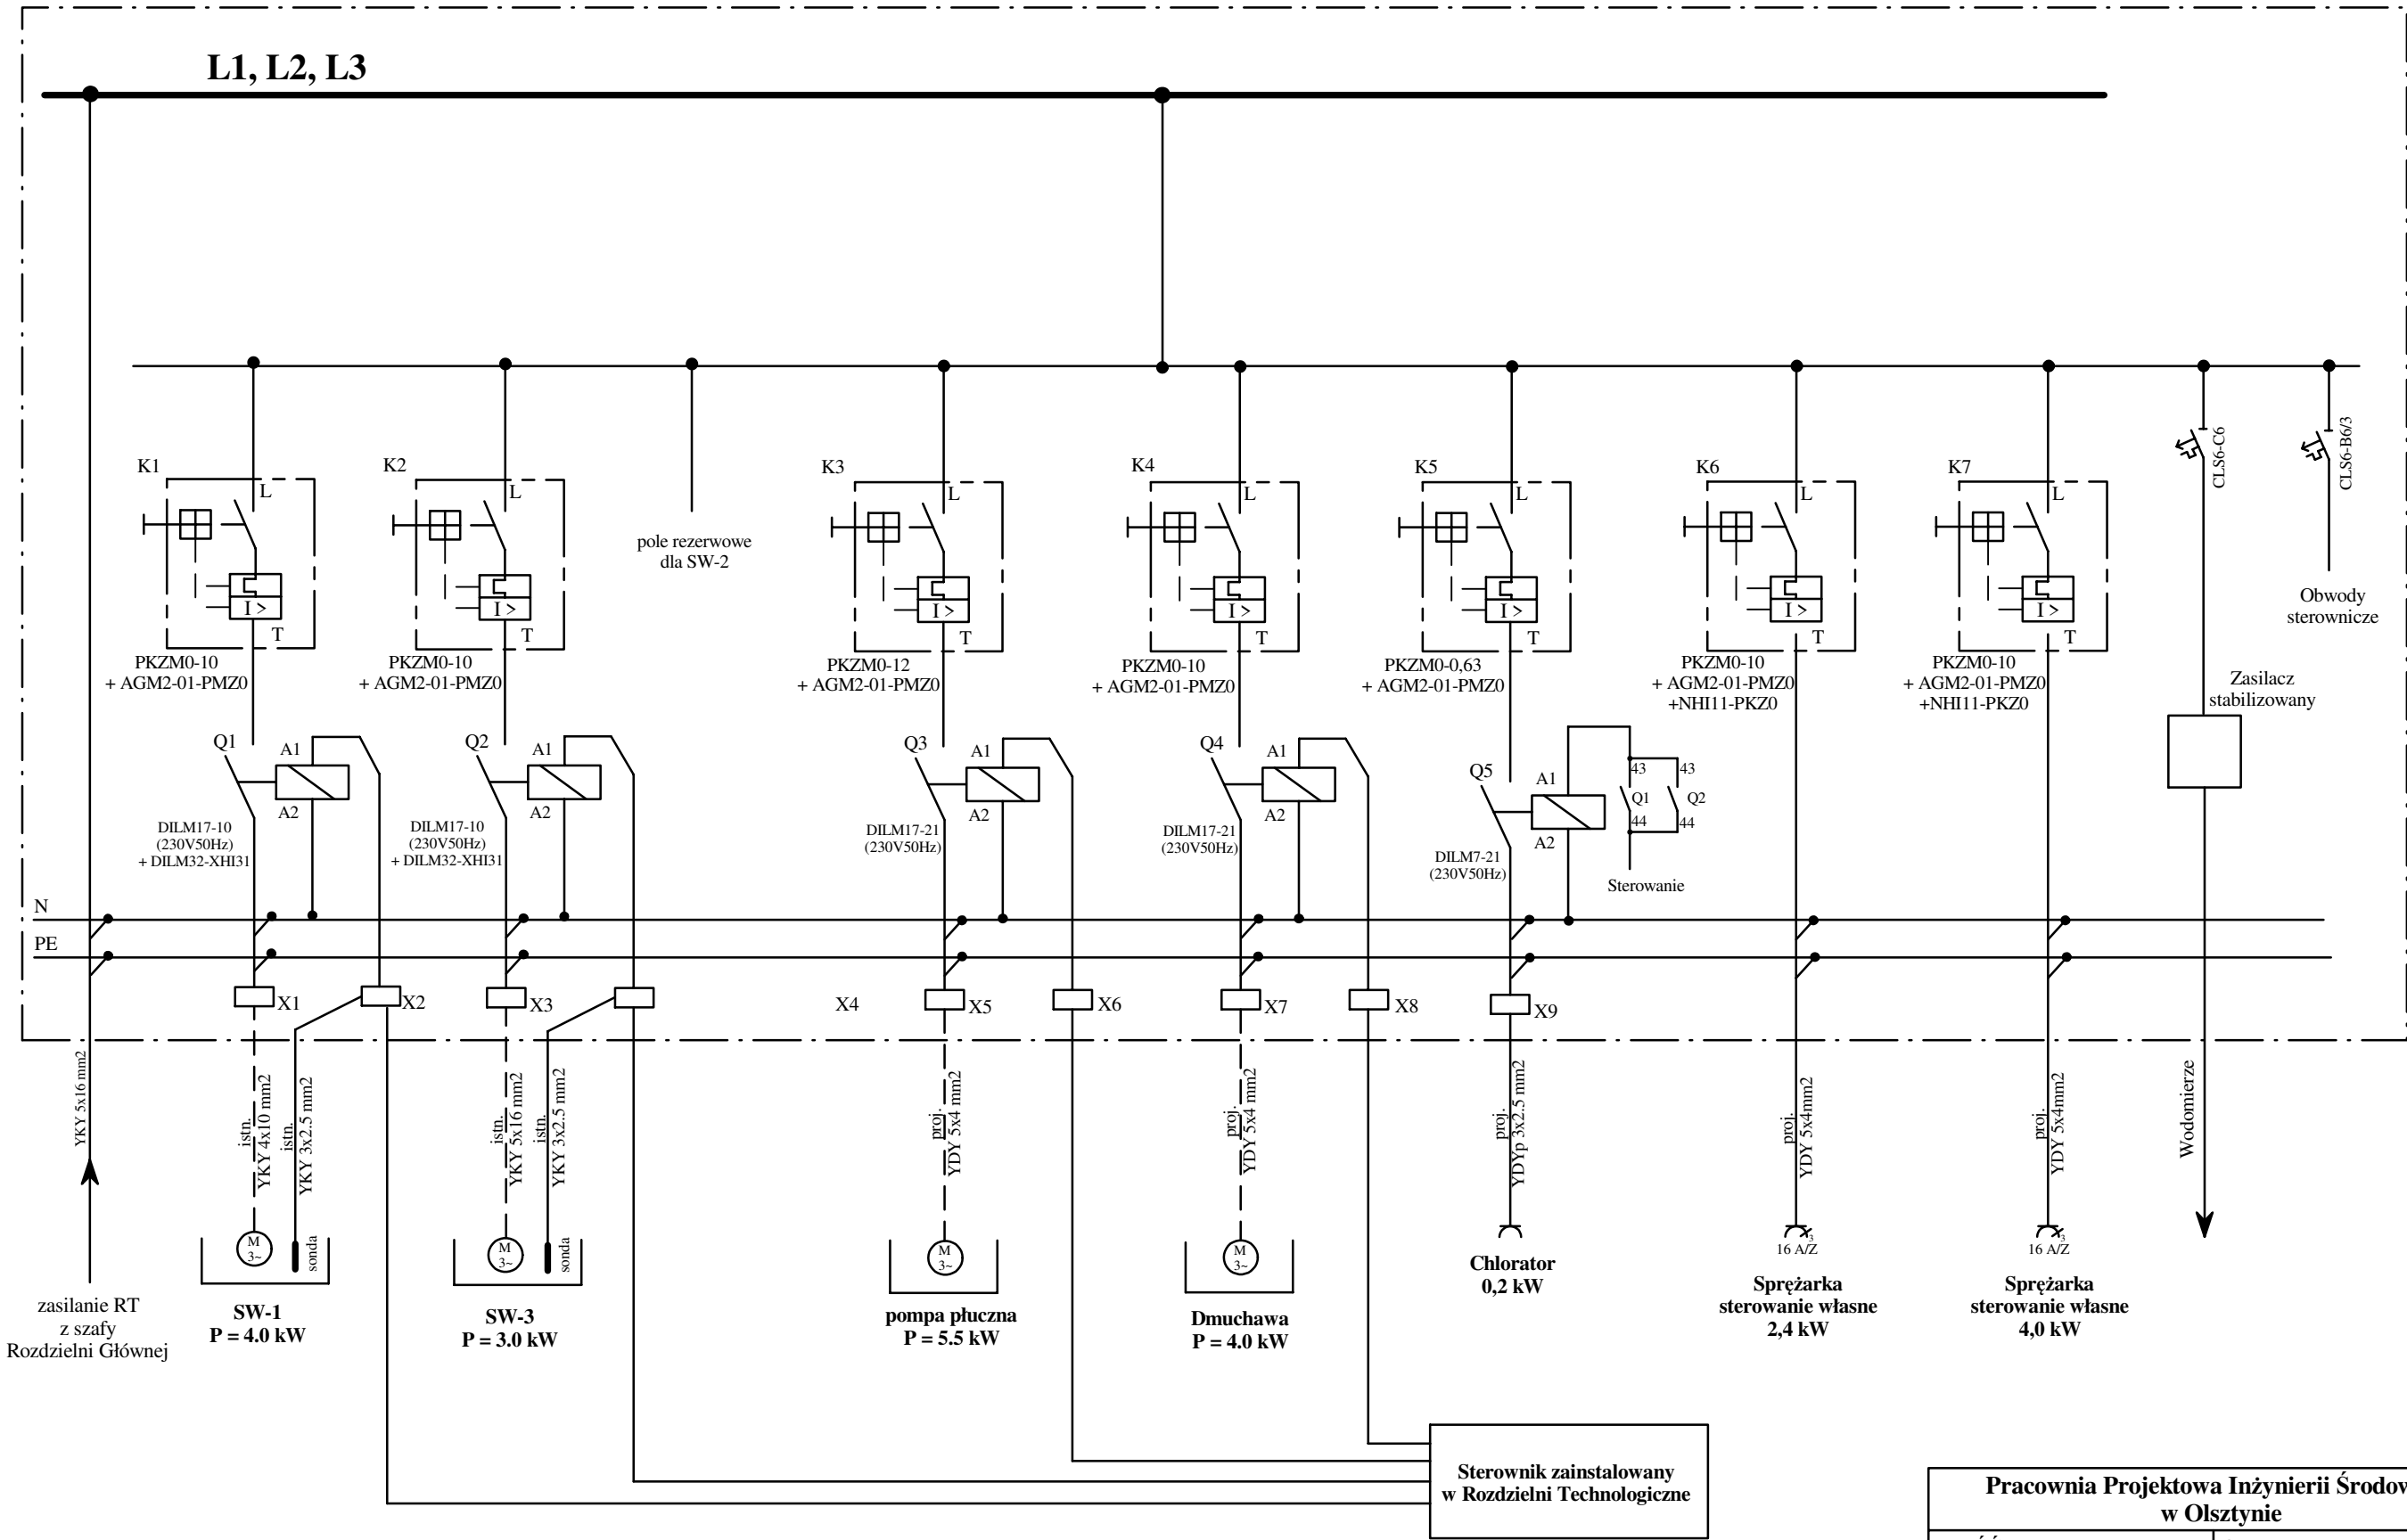 L1, L2, L3
K1
L
I >
T
PKZM0-10
+ AGM2-01-PMZ0
K2
L
I >
T
PKZM0-10
+ AGM2-01-PMZ0
pole rezerwowe
dla SW-2
K3
L
I >
T
PKZM0-12
+ AGM2-01-PMZ0
K4
L
I >
T
PKZM0-10
+ AGM2-01-PMZ0
K5
L
I >
T
PKZM0-0,63
+ AGM2-01-PMZ0
K6
L
I >
T
PKZM0-10
+ AGM2-01-PMZ0
+NHI11-PKZ0
K7
L
I >
T
PKZM0-10
+ AGM2-01-PMZ0
+NHI11-PKZ0
CLS6-C6
CLS6-B6/3
Obwody
sterownicze
Zasilacz
stabilizowany
Q1
A1
A2
DILM17-10
(230V50Hz)
+ DILM32-XHI31
Q2
A1
A2
DILM17-10
(230V50Hz)
+ DILM32-XHI31
Q3
A1
A2
DILM17-21
(230V50Hz)
Q4
A1
A2
DILM17-21
(230V50Hz)
Q5
A1
A2
DILM7-21
(230V50Hz)
43
43
Q1
Q2
44
44
Sterowanie
N
PE
X1
X2
X3
X4
X5
X6
X7
X8
X9
YKY 5x16 mm2
istn.
YKY 4x10 mm2
istn.
YKY 3x2.5 mm2
istn.
YKY 5x16 mm2
istn.
YKY 3x2.5 mm2
proj.
YDY 5x4 mm2
proj.
YDY 5x4 mm2
proj.
YDYp 3x2.5 mm2
proj.
YDY 5x4mm2
proj.
YDY 5x4mm2
Wodomierze
M
3~
sonda
M
3~
sonda
M
3~
M
3~
3
16 A/Z
3
16 A/Z
zasilanie RT
z szafy
Rozdzielni Głównej
SW-1
P = 4.0 kW
SW-3
P = 3.0 kW
pompa płuczna
P = 5.5 kW
Dmuchawa
P = 4.0 kW
Chlorator
0,2 kW
Sprężarka
sterowanie własne
2,4 kW
Sprężarka
sterowanie własne
4,0 kW
Sterownik zainstalowany
w Rozdzielni Technologiczne
Pracownia Projektowa Inżynierii Środow
w Olsztynie